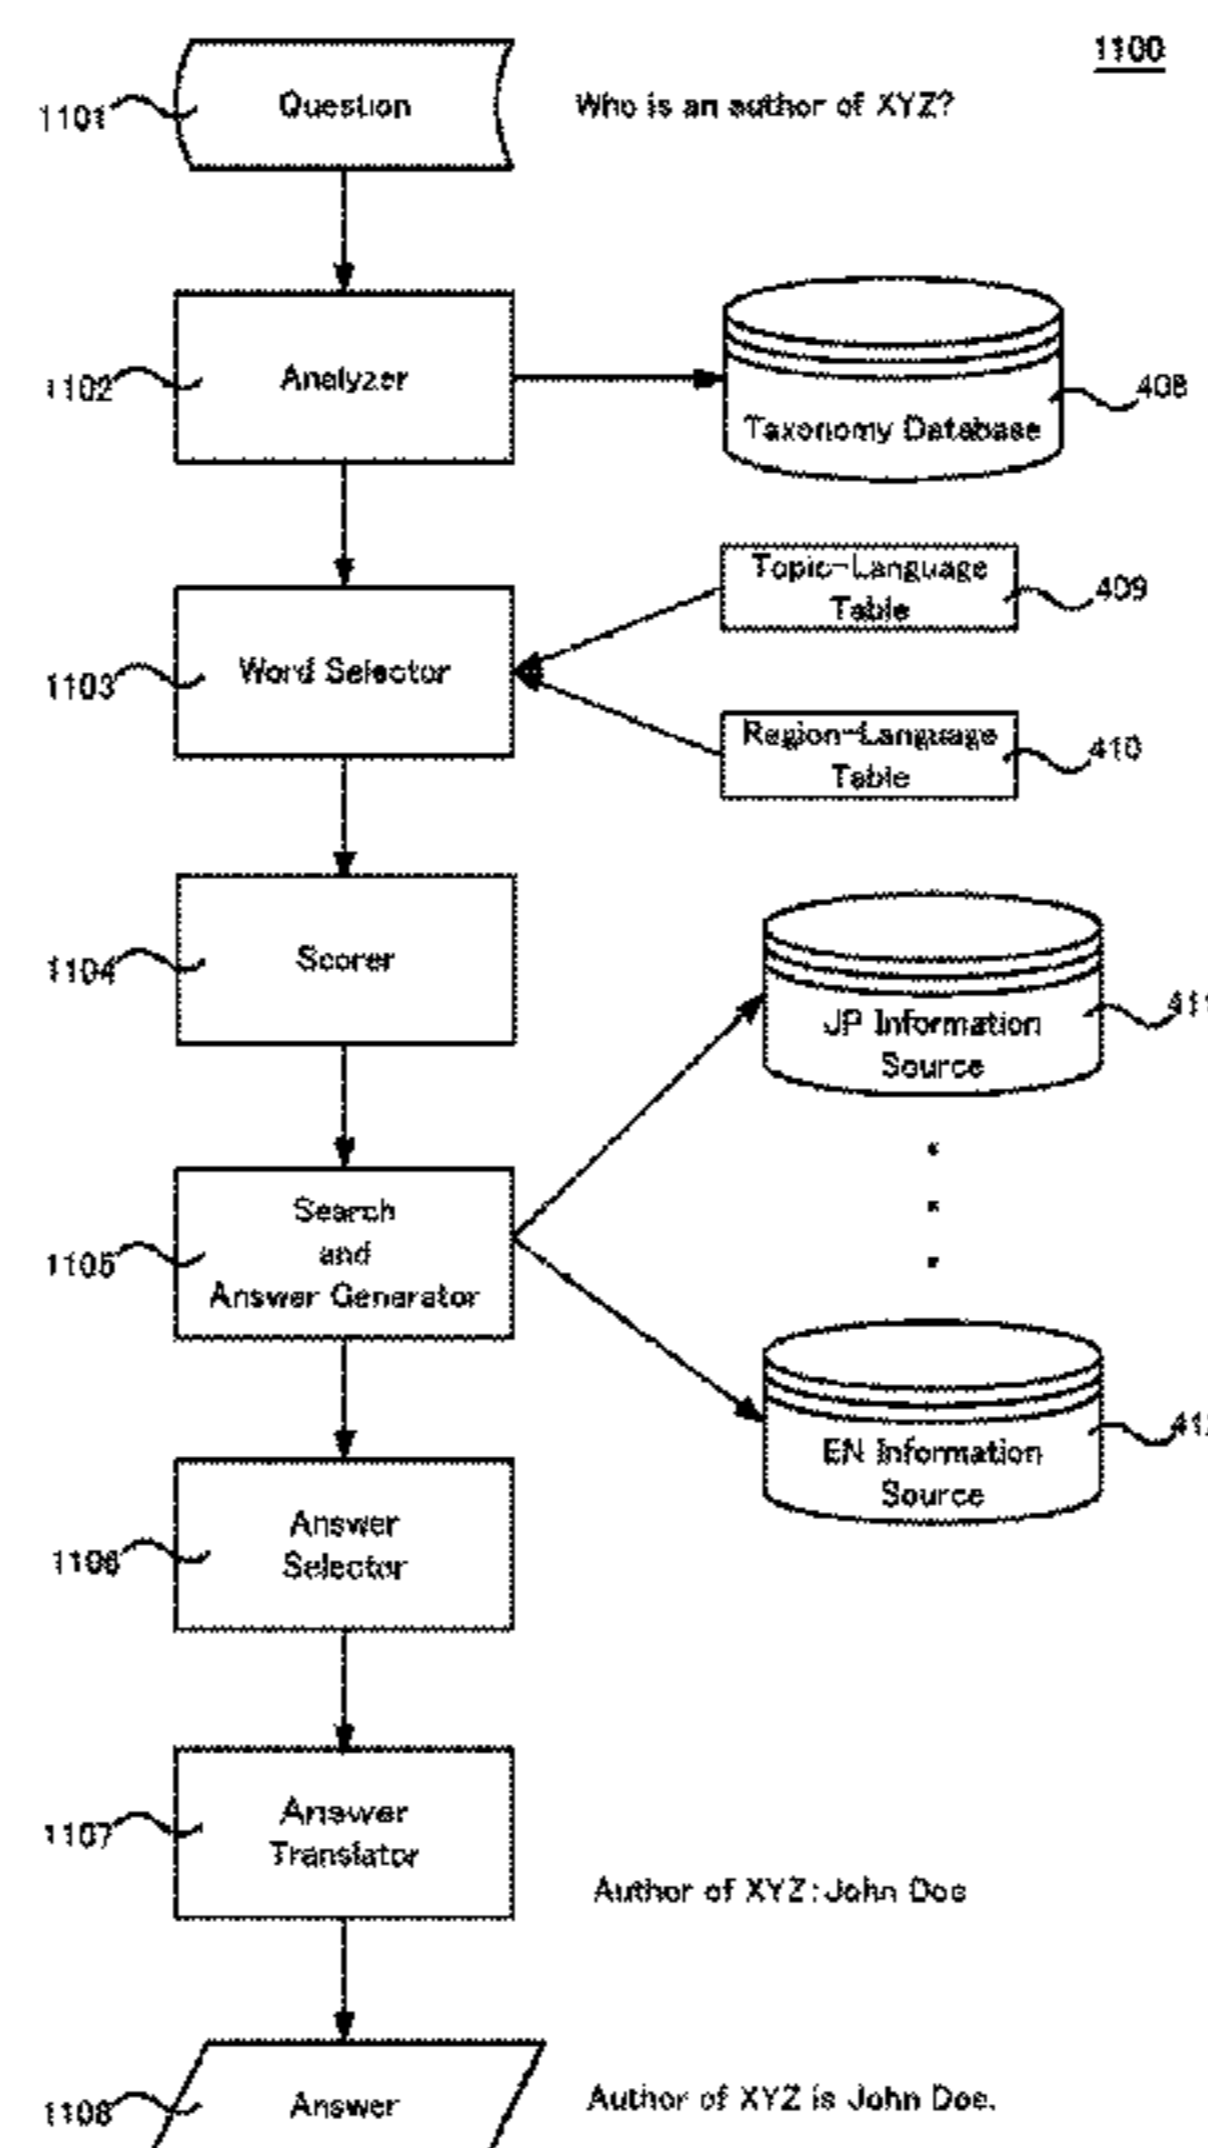 1100
1101
Question
Who is an author of XYZ?
1102
Analyzer
Taxonomy Database
408
Topic-Language
Table
409
1103
Word Selector
Region-Language
Table
410
1104
Scorer
JP Information
Source
1105
Search
and
Answer Generator
EN Information
Source
1106
Answer
Selector
1107
Answer
Translator
Author of XYZ:John Doe
1108
Answer
Author of XYZ is John Doe.